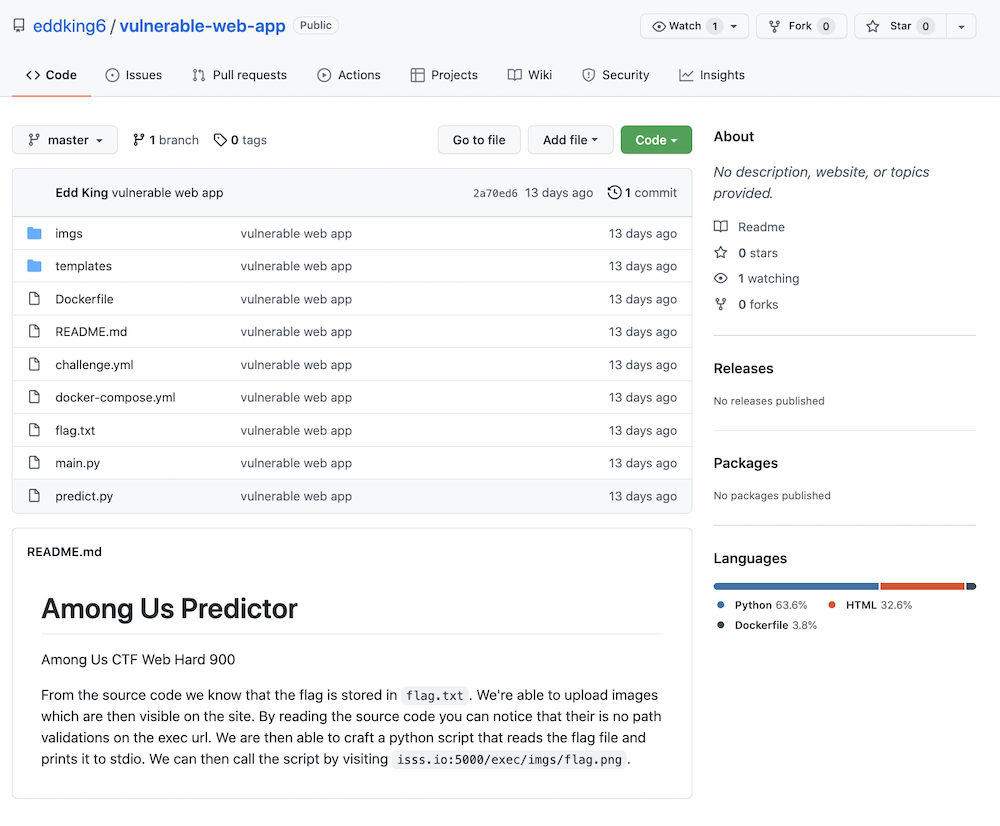 eddking6 / vulnerable-web-app Public
Watch 1 Fork 0 Star 0
Code Issues Pull requests Actions Projects Wiki Security Insights
master 1 branch 0 tags Go to file Add file Code
Edd King vulnerable web app 2a70ed6 13 days ago 1 commit
imgs vulnerable web app 13 days ago
templates vulnerable web app 13 days ago
Dockerfile vulnerable web app 13 days ago
README.md vulnerable web app 13 days ago
challenge.yml vulnerable web app 13 days ago
docker-compose.yml vulnerable web app 13 days ago
flag.txt vulnerable web app 13 days ago
main.py vulnerable web app 13 days ago
predict.py vulnerable web app 13 days ago
README.md
Among Us Predictor
Among Us CTF Web Hard 900
From the source code we know that the flag is stored in flag.txt. We're able to upload images
which are then visible on the site. By reading the source code you can notice that their is no path
validations on the exec url. We are then able to craft a python script that reads the flag file and
prints it to stdio. We can then call the script by visiting isss.io:5000/exec/imgs/flag.png.
About
No description, website, or topics
provided.
Readme
0 stars
1 watching
0 forks
Releases
No releases published
Packages
No packages published
Languages
Python 63.6% HTML 32.6%
Dockerfile 3.8%